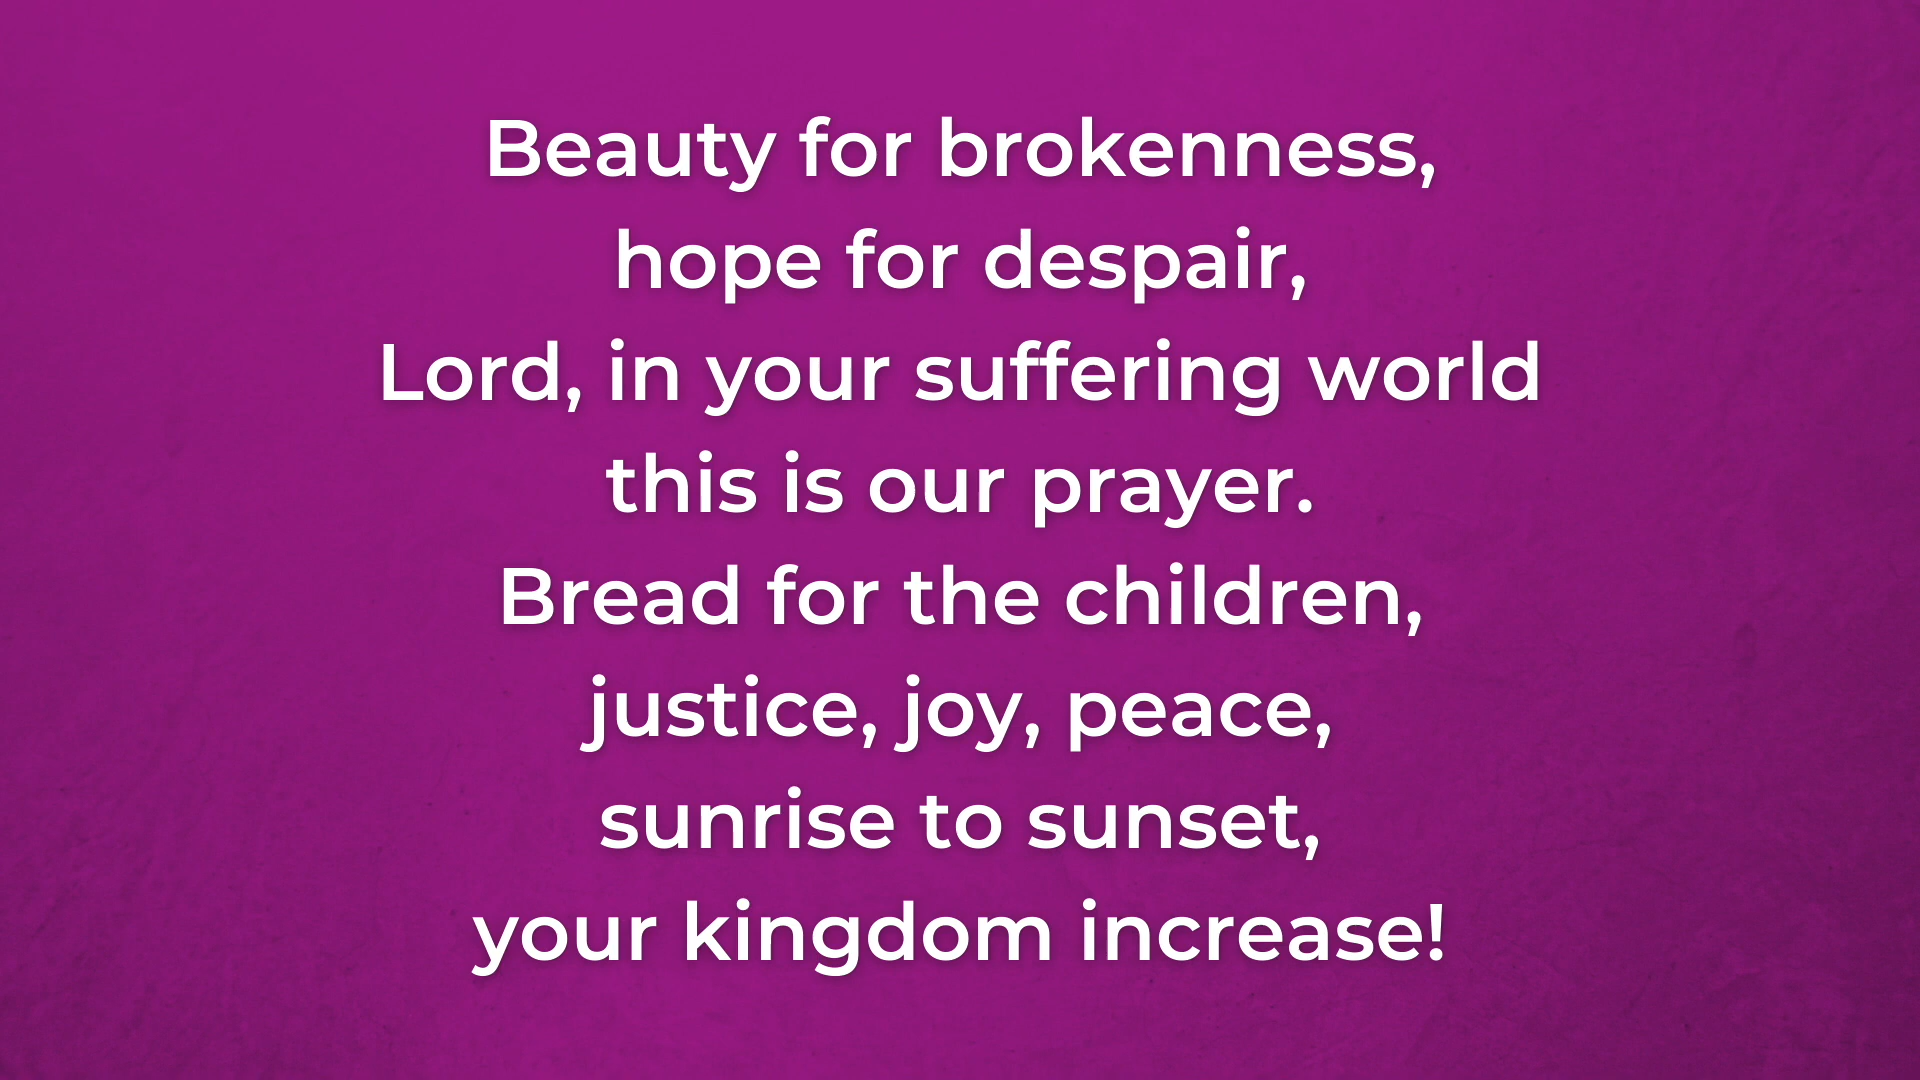 Beauty for brokenness,
hope for despair,
Lord, in your suffering world
this is our prayer.
Bread for the children,
justice, joy, peace,
sunrise to sunset,
your kingdom increase!